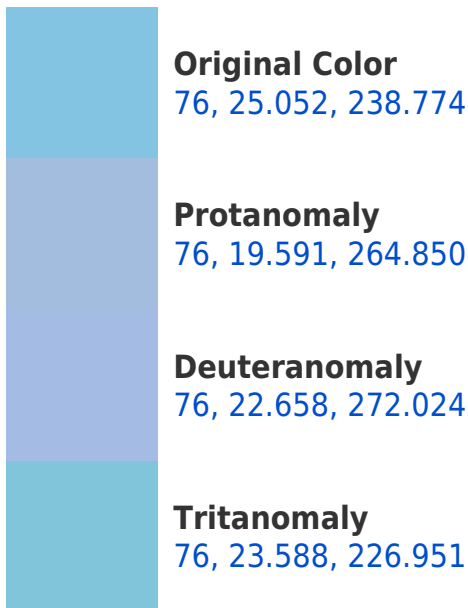 Original Color
76, 25.052, 238.774
Protanomaly
76, 19.591, 264.850
Deuteranomaly
76, 22.658, 272.024
Tritanomaly
76, 23.588, 226.951